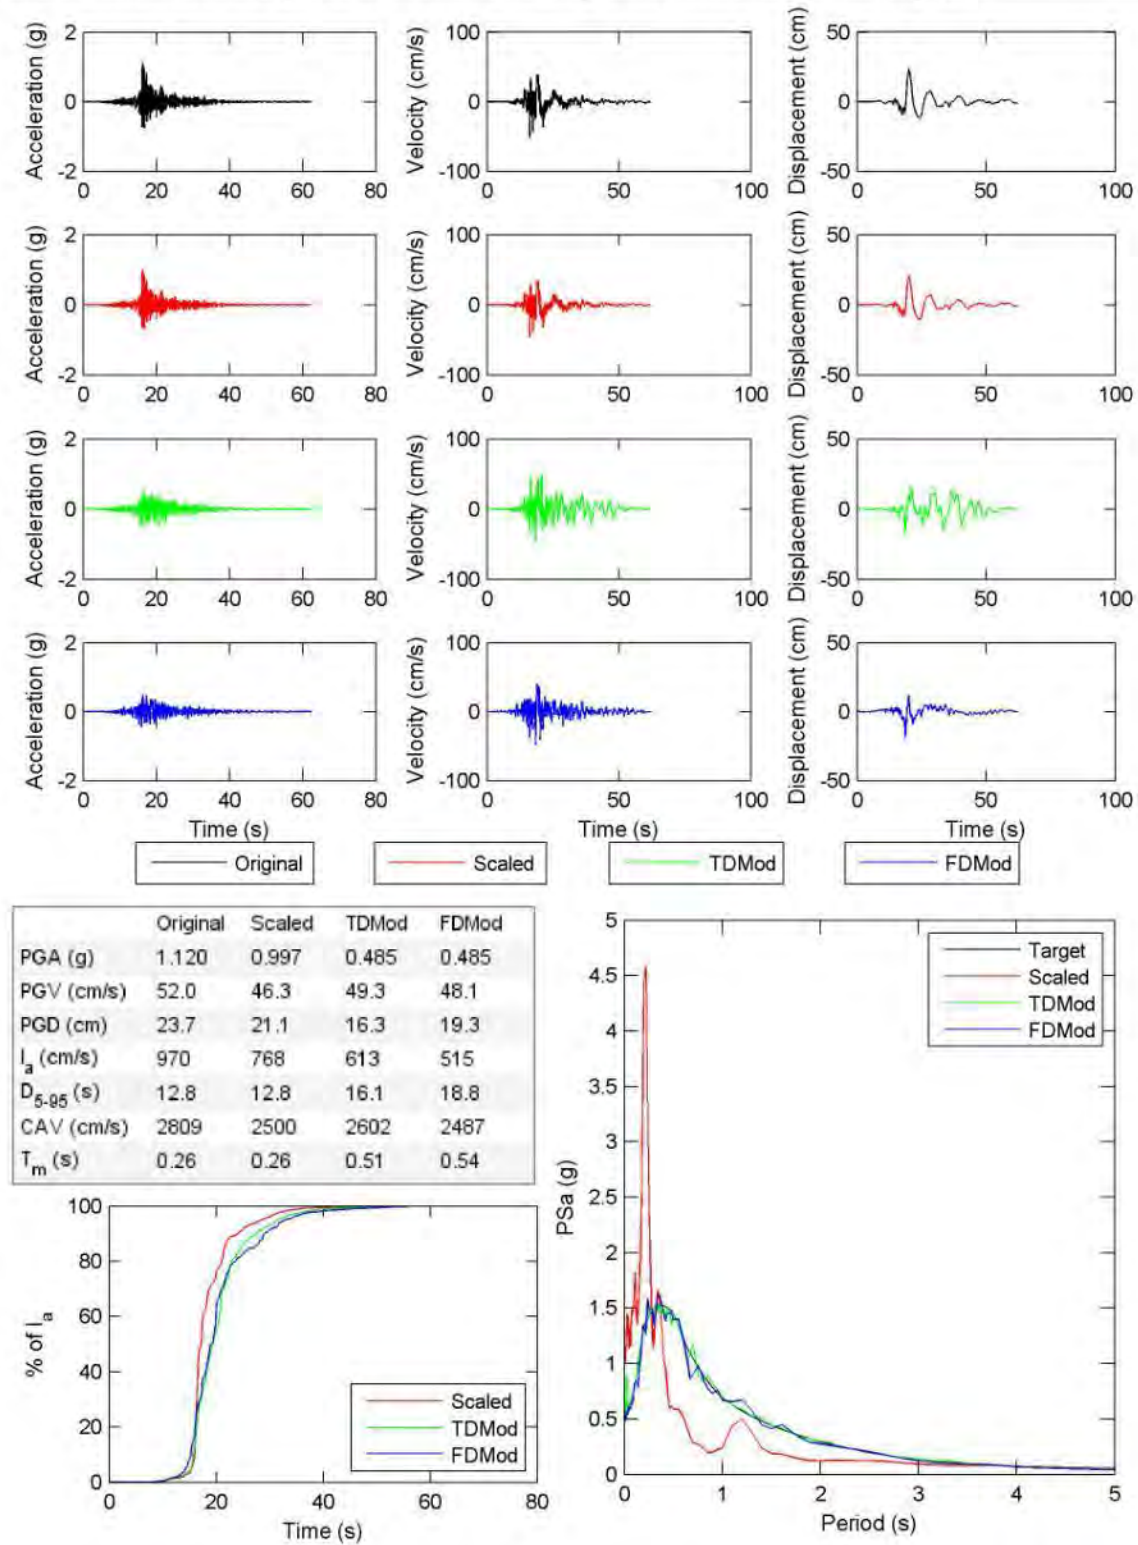 Acceleration (g)
2
0
-2
0 20 40 60 80
Velocity (cm/s)
100
0
-100
0 50 100
Displacement (cm)
50
0
-50
0 50 100
Acceleration (g)
2
0
-2
0 20 40 60 80
Velocity (cm/s)
100
0
-100
0 50 100
Displacement (cm)
50
0
-50
0 50 100
Acceleration (g)
2
0
-2
0 20 40 60 80
Velocity (cm/s)
100
0
-100
0 50 100
Displacement (cm)
50
0
-50
0 50 100
Acceleration (g)
2
0
-2
0 20 40 60 80
Time (s)
Velocity (cm/s)
100
0
-100
0 50 100
Time (s)
Displacement (cm)
50
0
-50
0 50 100
Time (s)
Original Scaled TDMod FDMod
Original Scaled TDMod FDMod
PGA (g) 1.120 0.997 0.485 0.485
PGV (cm/s) 52.0 46.3 49.3 48.1
PGD (cm) 23.7 21.1 16.3 19.3
I_a (cm/s) 970 768 613 515
D_5-95 (s) 12.8 12.8 16.1 18.8
CAV (cm/s) 2809 2500 2602 2487
T_m (s) 0.26 0.26 0.51 0.54
% of I_a
100
80
60
40
20
0
0 20 40 60 80
Time (s)
Scaled
TDMod
FDMod
PSa (g)
5
4.5
4
3.5
3
2.5
2
1.5
1
0.5
0
0 1 2 3 4 5
Period (s)
Target
Scaled
TDMod
FDMod